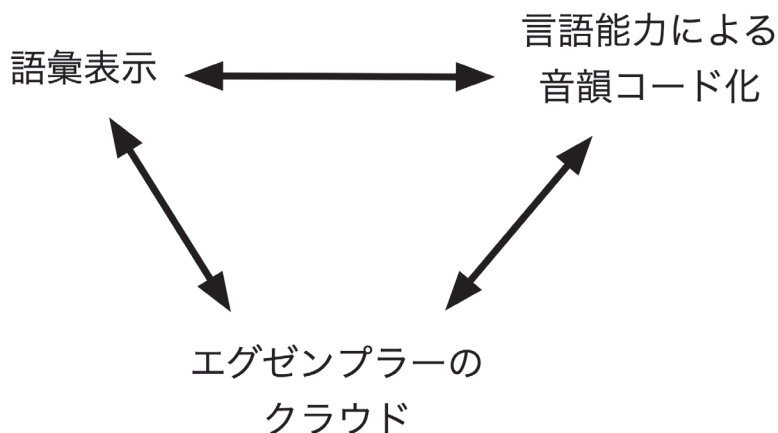 語彙表示
言語能力による
音韻コード化
エグゼンプラーの
クラウド